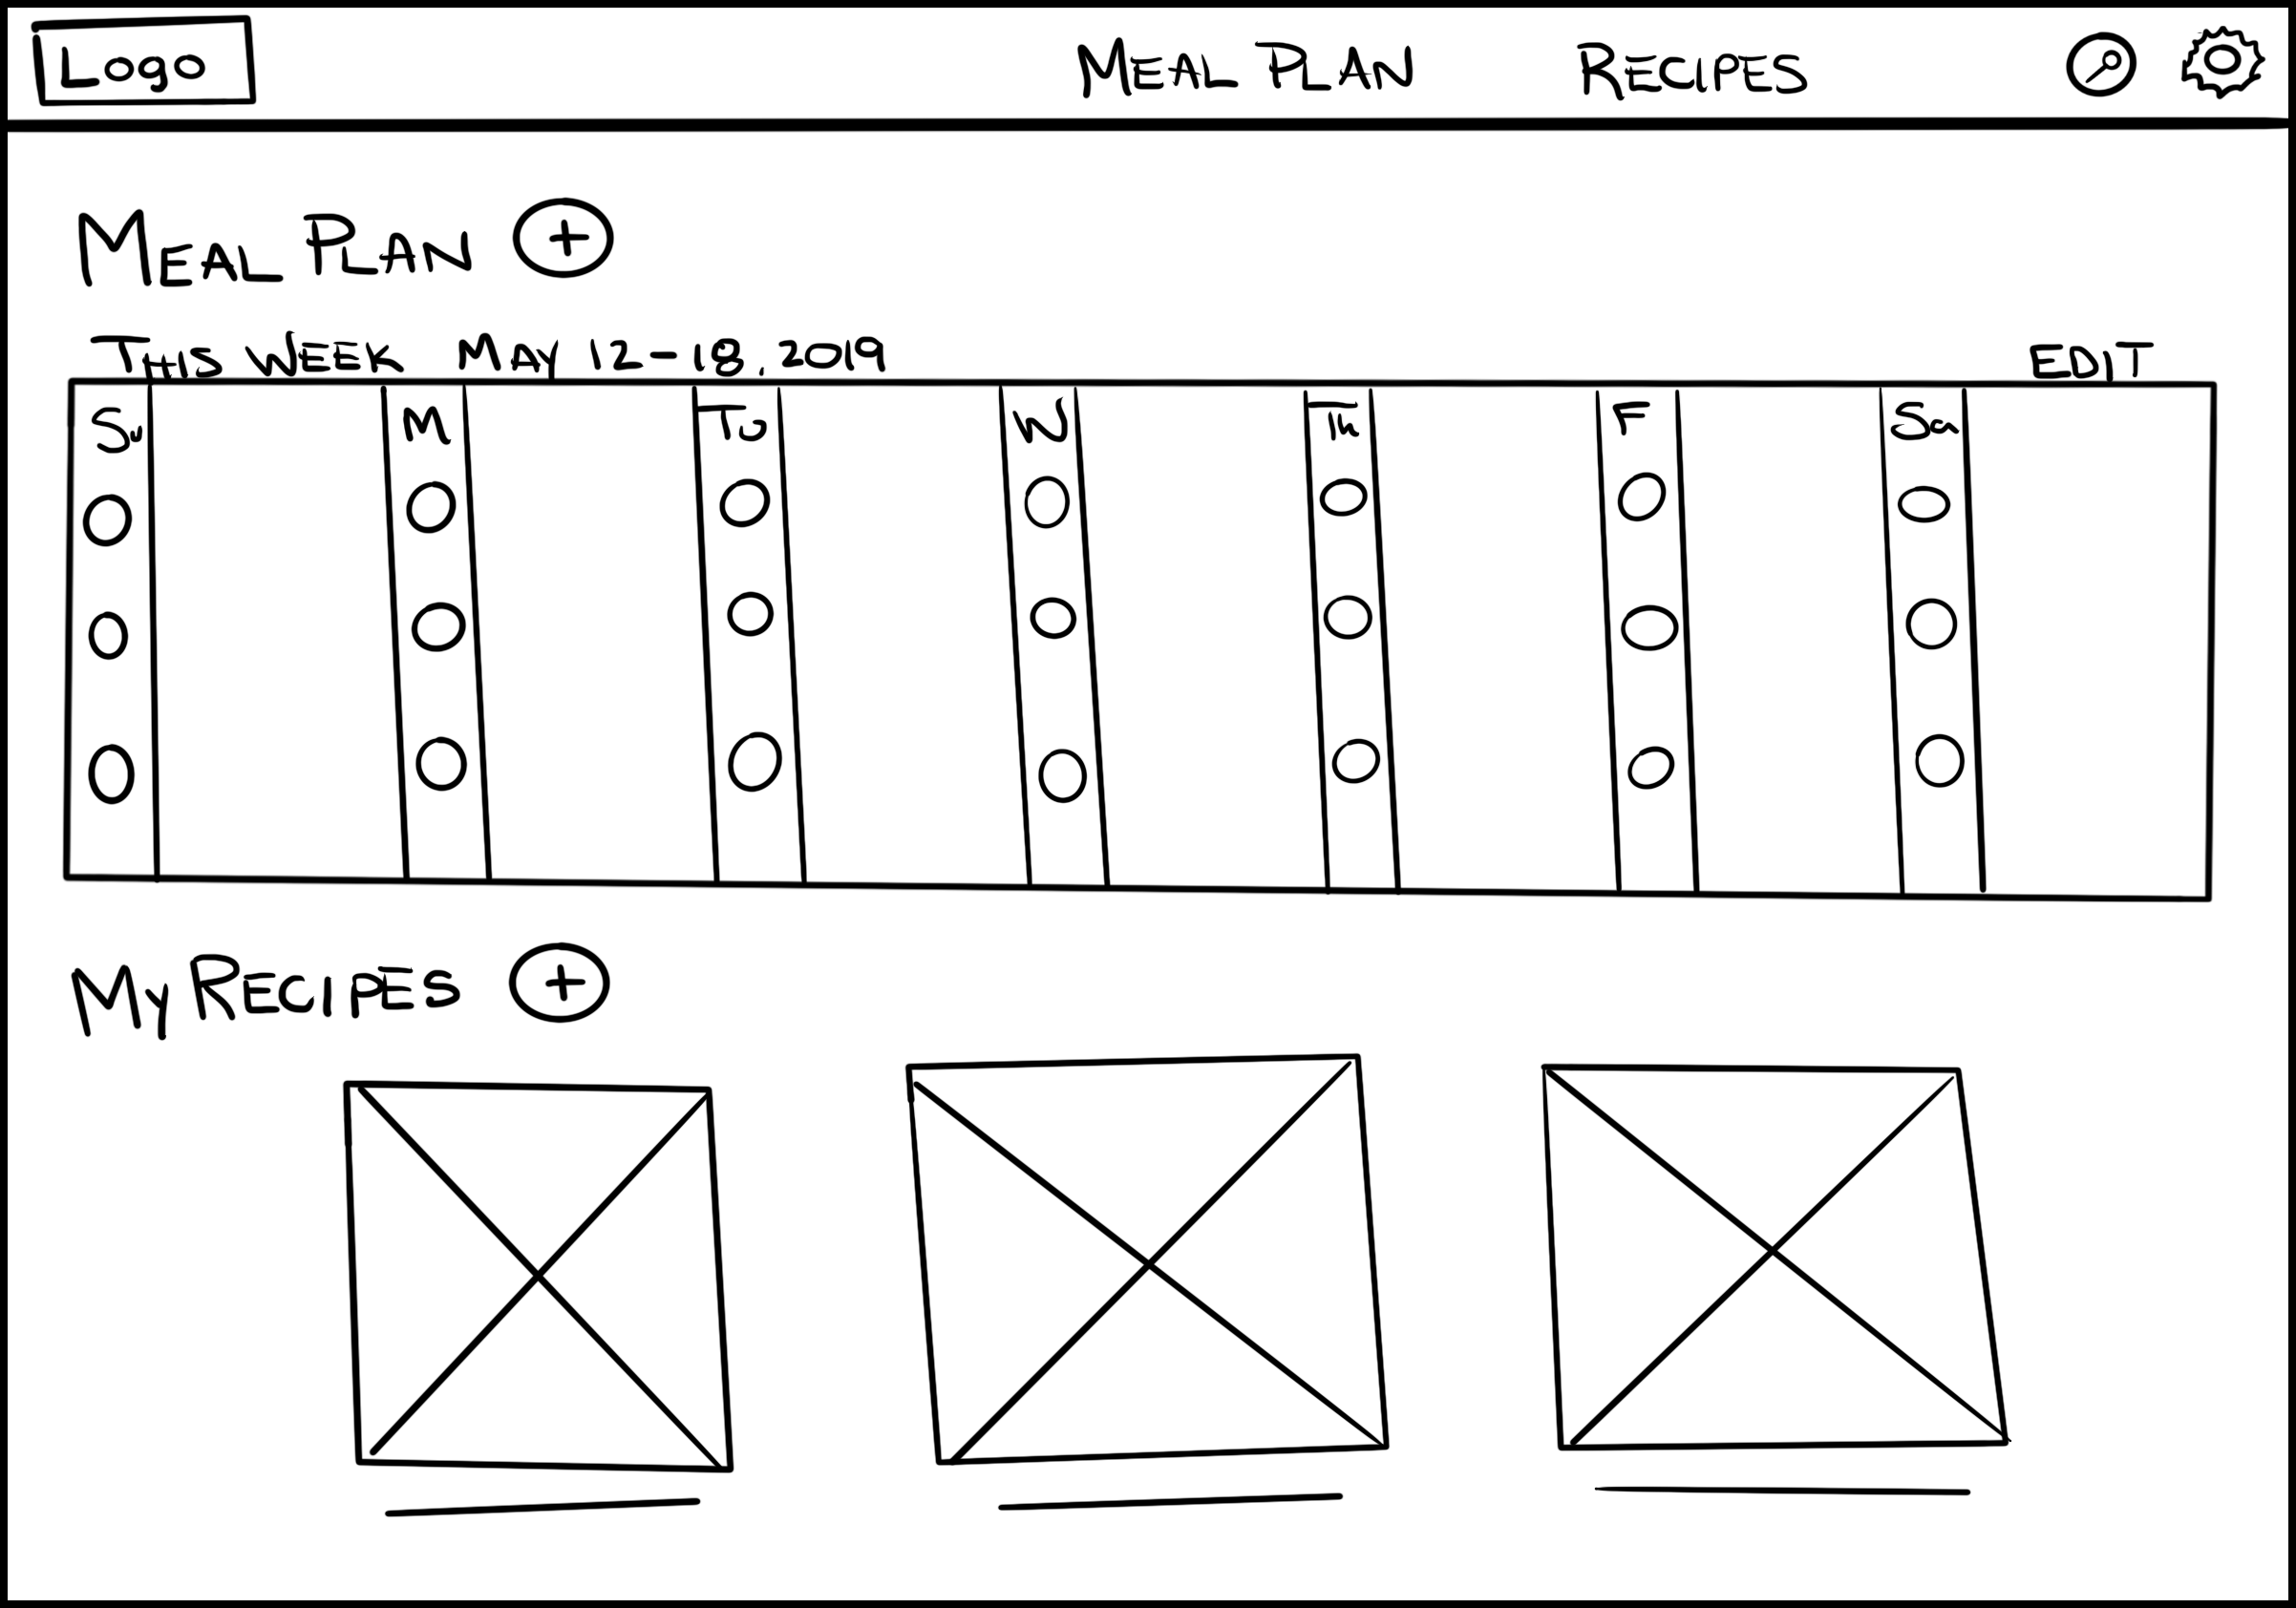 Logo MEAL PLAN RECIPES
MEAL PLAN +
THIS WEEK MAY 12-18, 2019 EDIT
Su M Tu W Th F Sa
MY RECIPES +